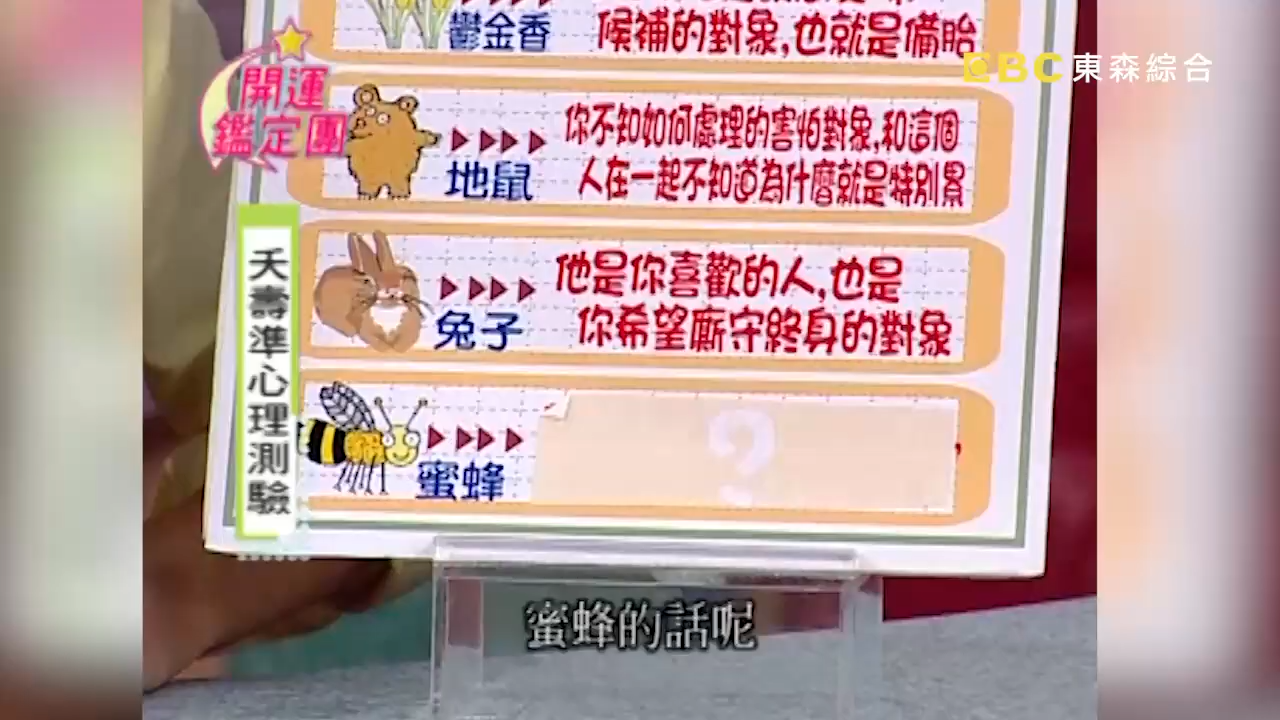 鬱金香
候補的對象,也就是備胎
EBC東森綜合
開運
鑑定團
地鼠
你不知如何處理的害怕對象,和這個
人在一起不知道為什麼就是特別累
夭壽準心理測驗
兔子
他是你喜歡的人,也是
你希望廝守終身的對象
蜜蜂
?
蜜蜂的話呢